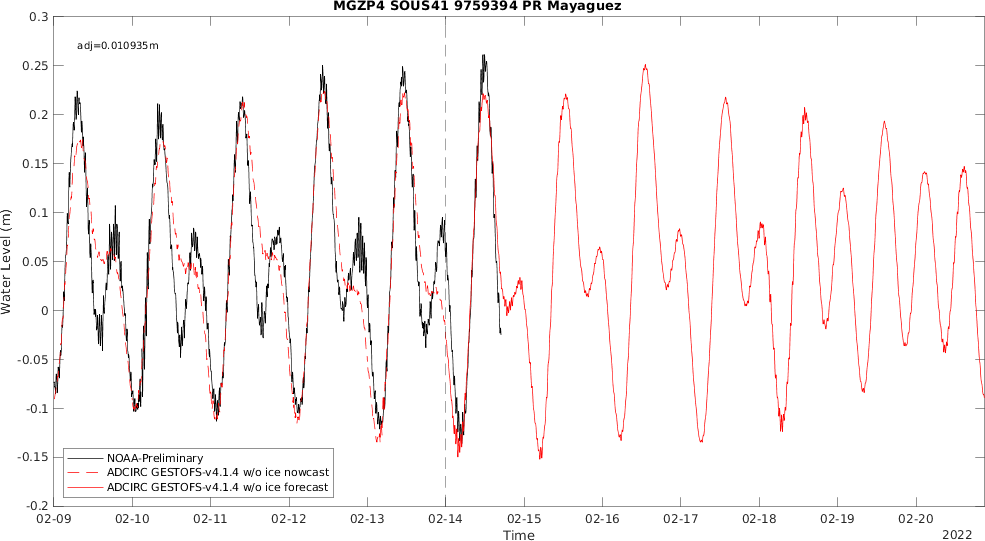 MGZP4 SOUS41 9759394 PR Mayaguez
adj=0.010935m
0.3
0.25
0.2
0.15
0.1
0.05
0
-0.05
-0.1
-0.15
-0.2
Water Level (m)
NOAA-Preliminary
ADCIRC GESTOFS-v4.1.4 w/o ice nowcast
ADCIRC GESTOFS-v4.1.4 w/o ice forecast
02-09 02-10 02-11 02-12 02-13 02-14 02-15 02-16 02-17 02-18 02-19 02-20
Time
2022